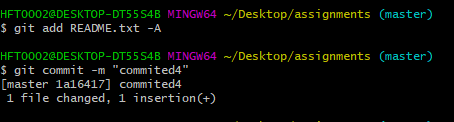 HFT0002@DESKTOP-DT55S4B MINGW64 ~/Desktop/assignments (master)
$ git add README.txt -A
HFT0002@DESKTOP-DT55S4B MINGW64 ~/Desktop/assignments (master)
$ git commit -m "commited4"
[master 1a16417] commited4
1 file changed, 1 insertion(+)